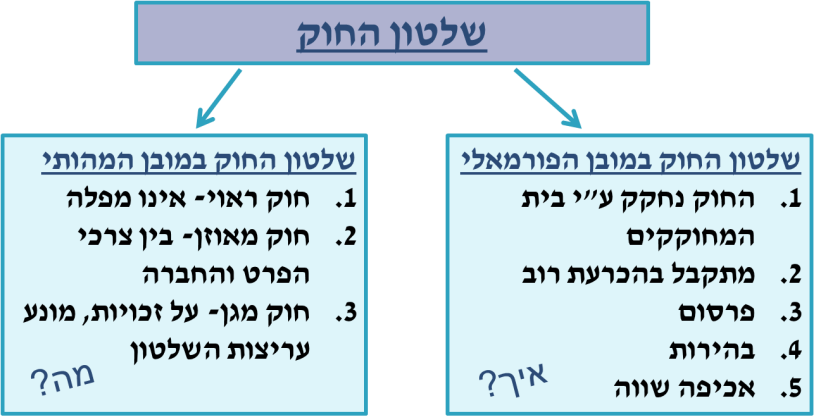 שלטון החוק
שלטון החוק במובן הפורמאלי
1. החוק נחקק ע״י בית
המחוקקים
2. מתקבל בהכרעת רוב
3. פרסום
4. בהירות
5. אכיפה שווה
איך?
שלטון החוק במובן המהותי
1. חוק ראוי- אינו מפלה
2. חוק מאוזן- בין צרכי
הפרט והחברה
3. חוק מגן- על זכויות, מונע
עריצות השלטון
מה?